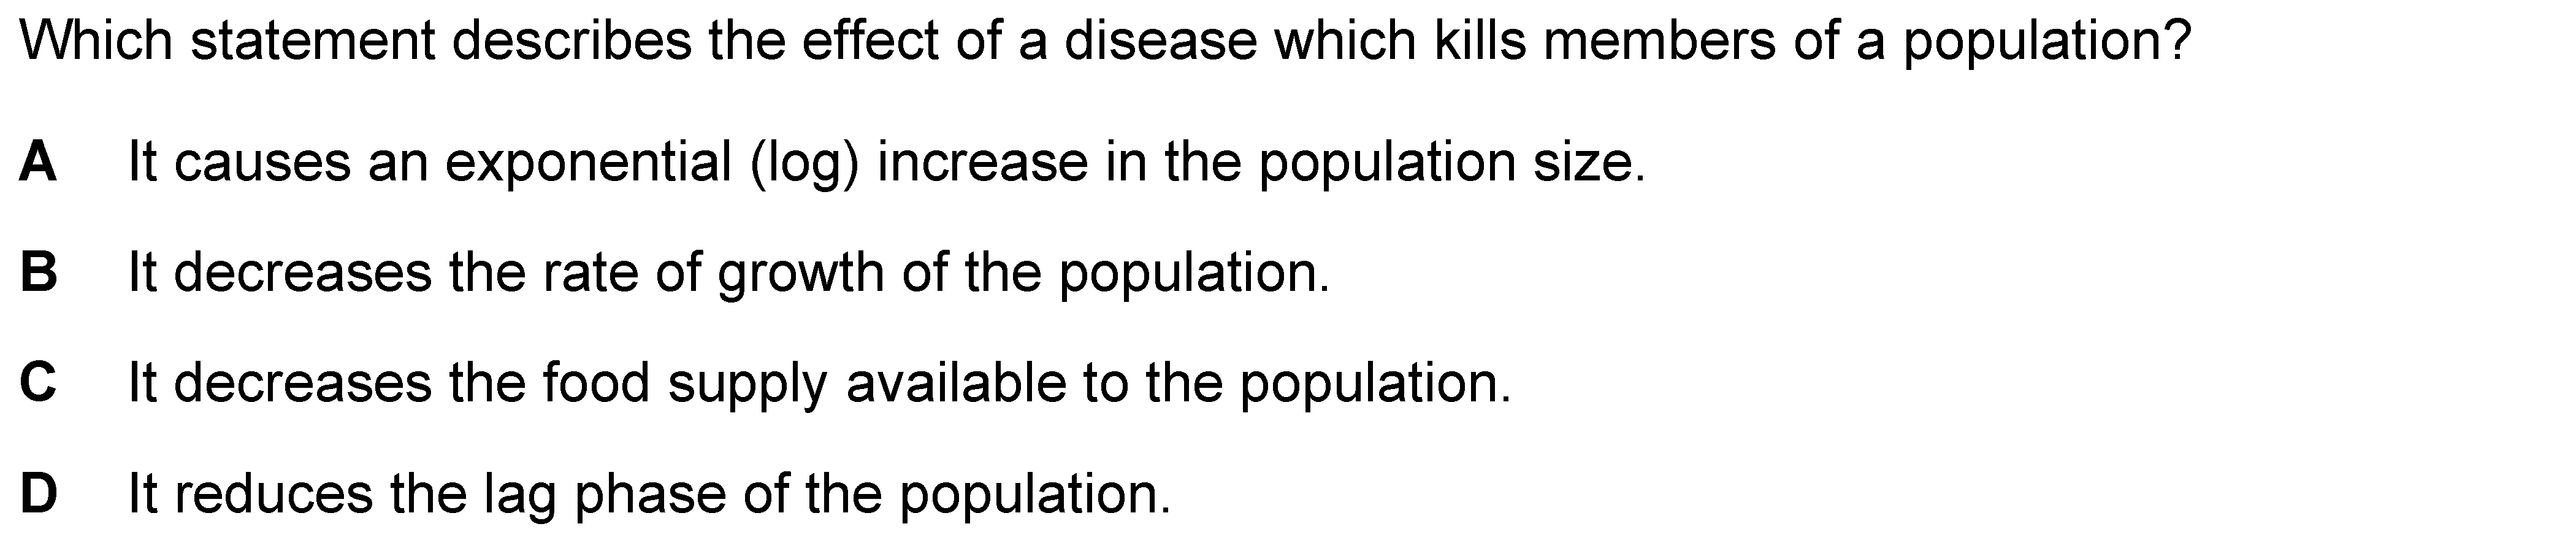 Which statement describes the effect of a disease which kills members of a population?
A It causes an exponential (log) increase in the population size.
B It decreases the rate of growth of the population.
C It decreases the food supply available to the population.
D It reduces the lag phase of the population.